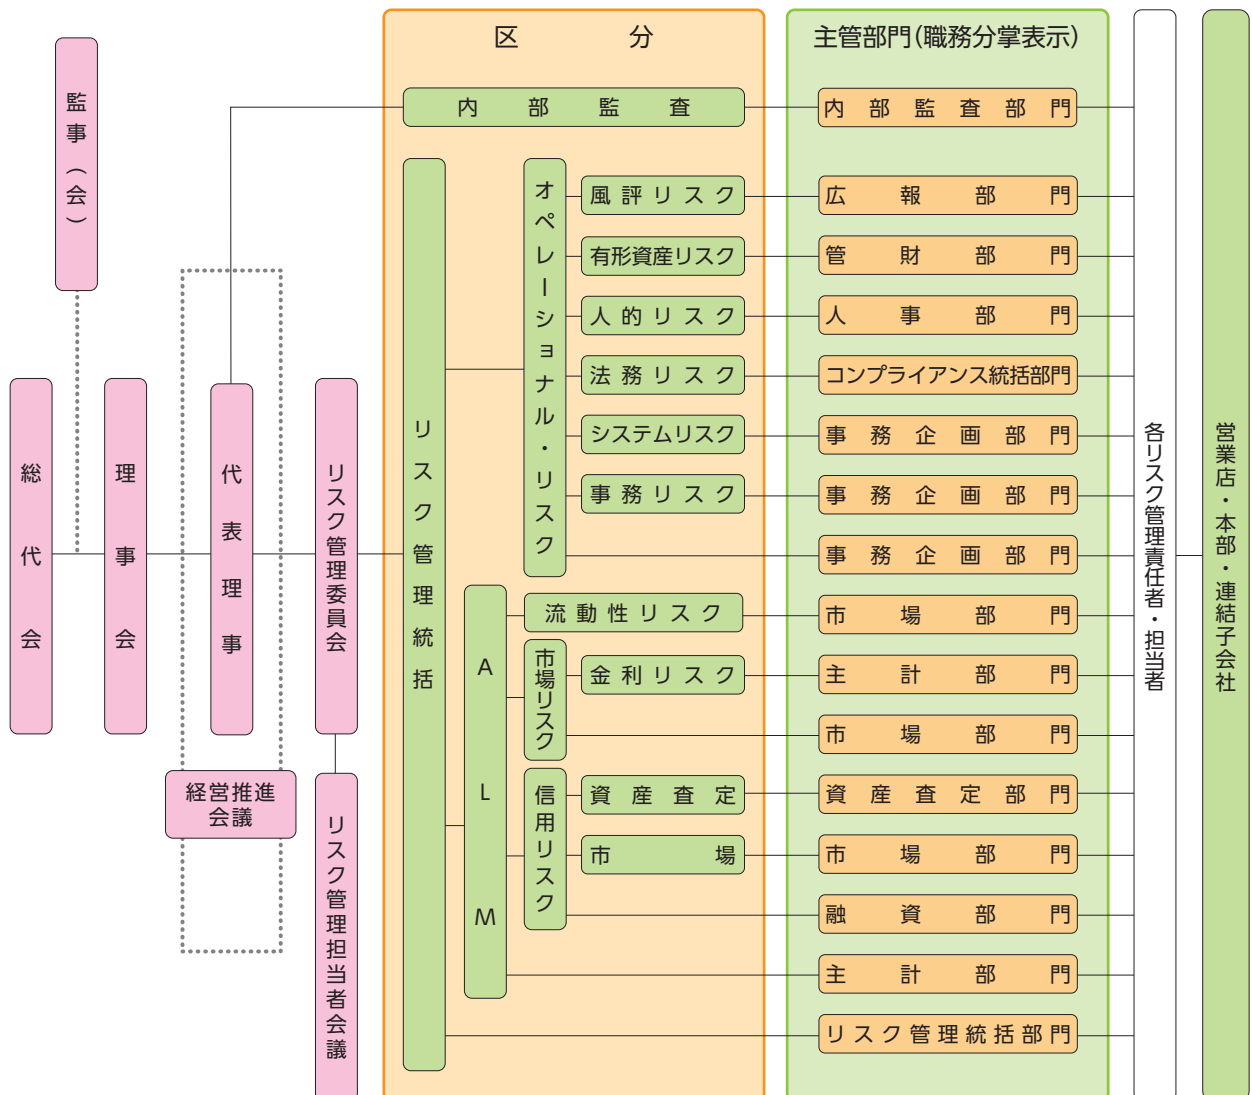 区分
主管部門(職務分掌表示)
監事(会)
総代会
理事会
代表理事
経営推進
会議
リスク管理委員会
リスク管理担当者会議
内部監査
内部監査部門
リスク管理統括
オペレーショナル・リスク
風評リスク
広報部門
有形資産リスク
管財部門
人的リスク
人事部門
法務リスク
コンプライアンス統括部門
システムリスク
事務企画部門
事務リスク
事務企画部門
事務企画部門
ALM
流動性リスク
市場部門
市場リスク
金利リスク
主計部門
市場部門
信用リスク
資産査定
資産査定部門
市場
市場部門
融資部門
主計部門
リスク管理統括部門
各リスク管理責任者・担当者
営業店・本部・連結子会社